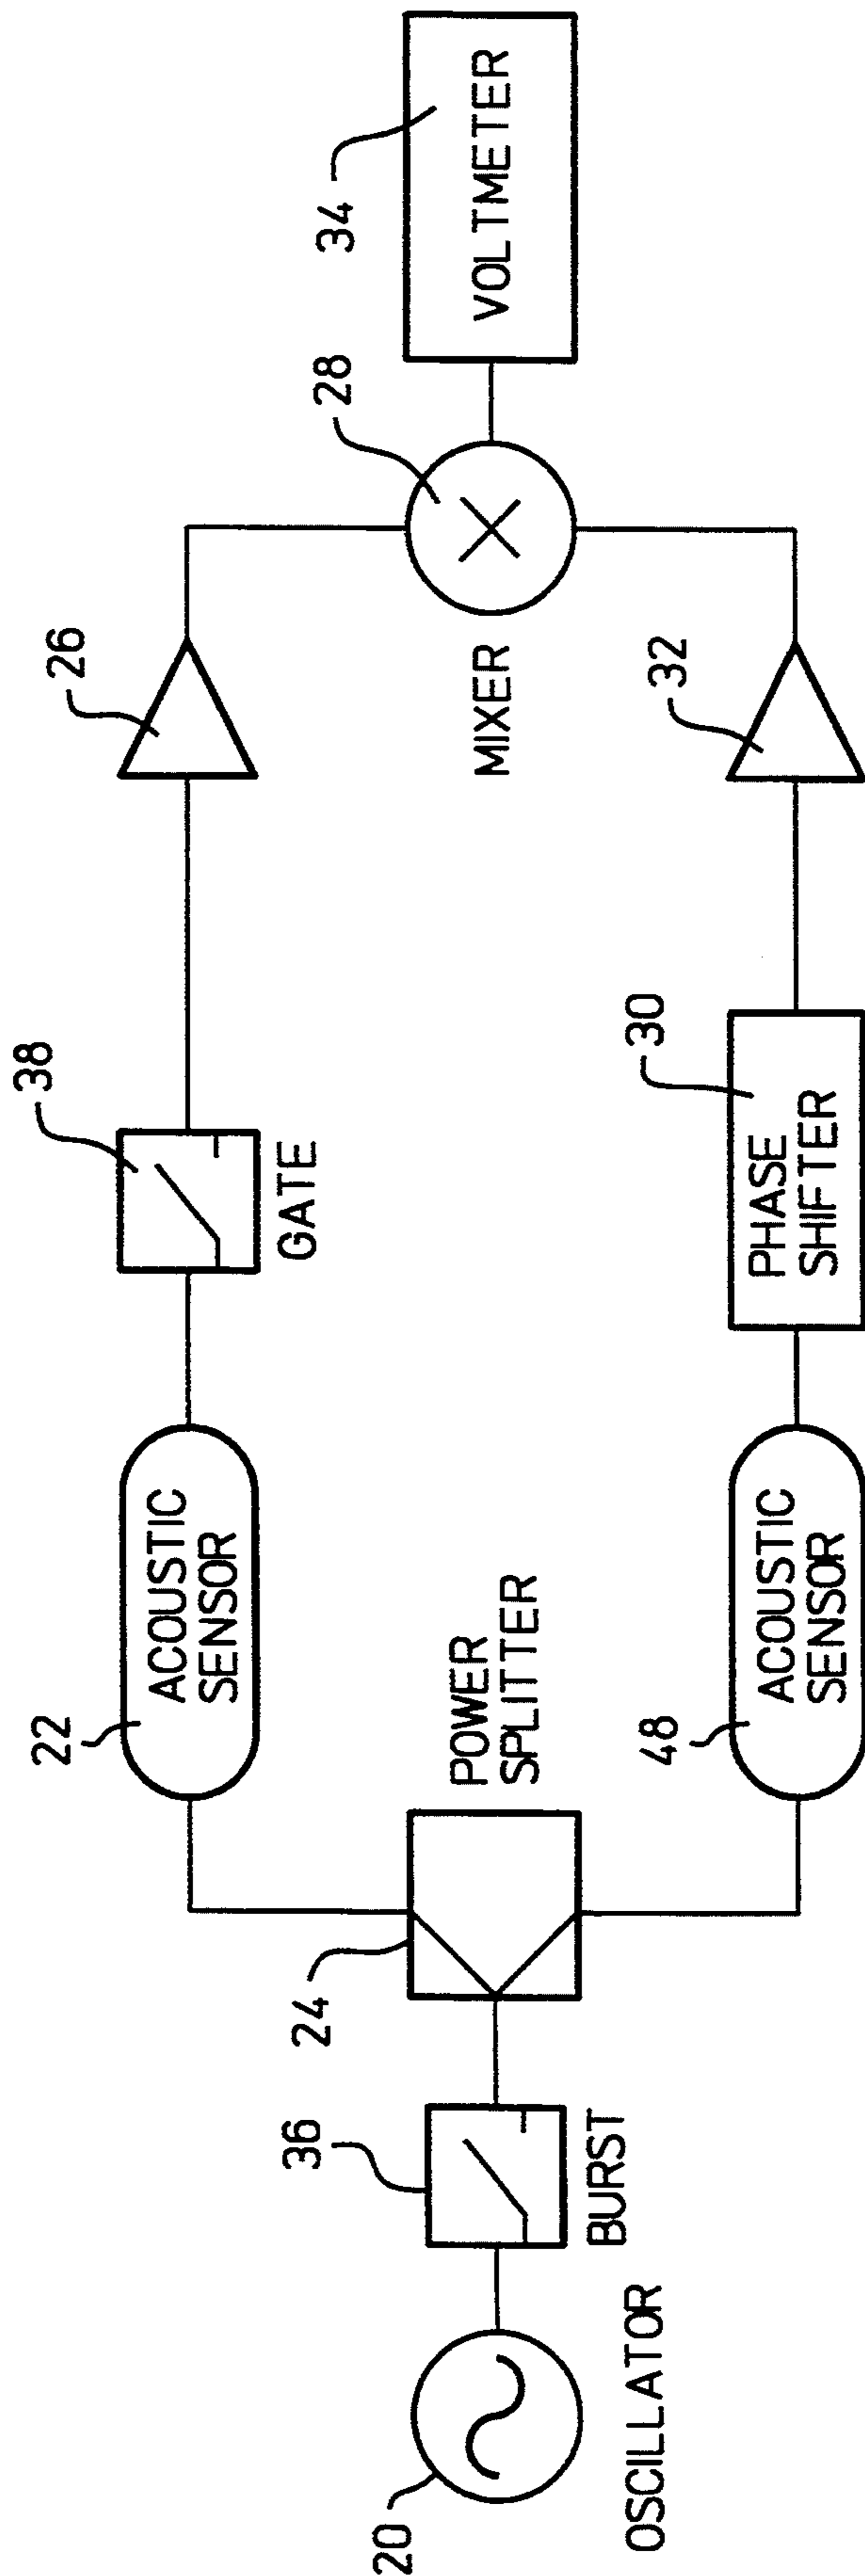 20
OSCILLATOR
36
BURST
24
POWER
SPLITTER
22
ACOUSTIC
SENSOR
48
ACOUSTIC
SENSOR
38
GATE
30
PHASE
SHIFTER
26
32
28
MIXER
34
VOLTMETER